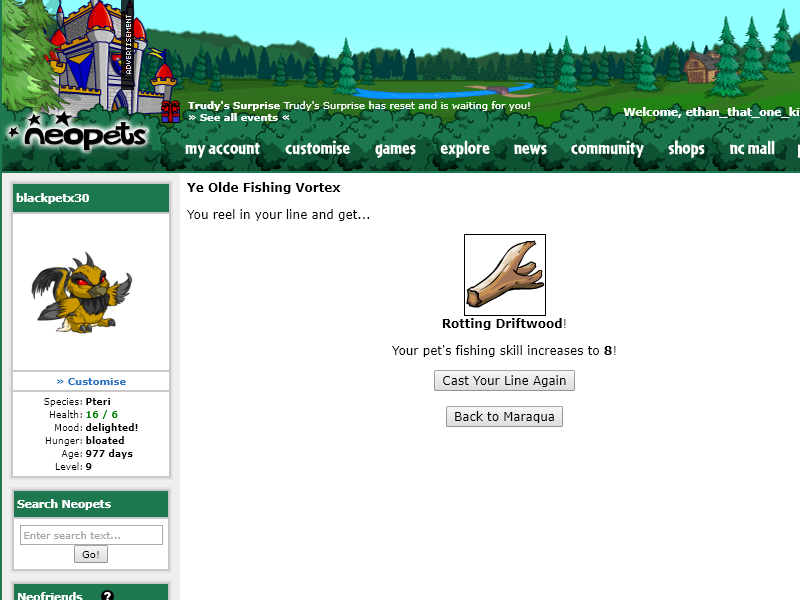 ADVERTISEMENT
Trudy's Surprise Trudy's Surprise has reset and is waiting for you!
» See all events «
Welcome, ethan_that_one_ki
neopets
my account customise games explore news community shops nc mall
blackpetx30
» Customise
Species: Pteri
Health: 16 / 6
Mood: delighted!
Hunger: bloated
Age: 977 days
Level: 9
Search Neopets
Enter search text...
Go!
Neofriends ?
Ye Olde Fishing Vortex
You reel in your line and get...
Rotting Driftwood!
Your pet's fishing skill increases to 8!
Cast Your Line Again
Back to Maraqua